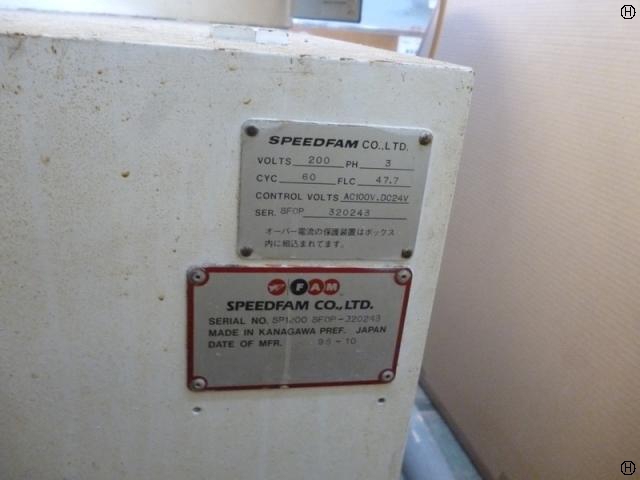 SPEEDFAM CO.,LTD.
VOLTS 200 PH 3
CYC 60 FLC 47.7
CONTROL VOLTS AC100V.DC24V
SER. SFOP 320243
オーバー電流の保護装置はボックス
内に組込まれてます。
FAM
SPEEDFAM CO.,LTD.
SERIAL NO. SP1200 SFOP-320243
MADE IN KANAGAWA PREF. JAPAN
DATE OF MFR.
H
H